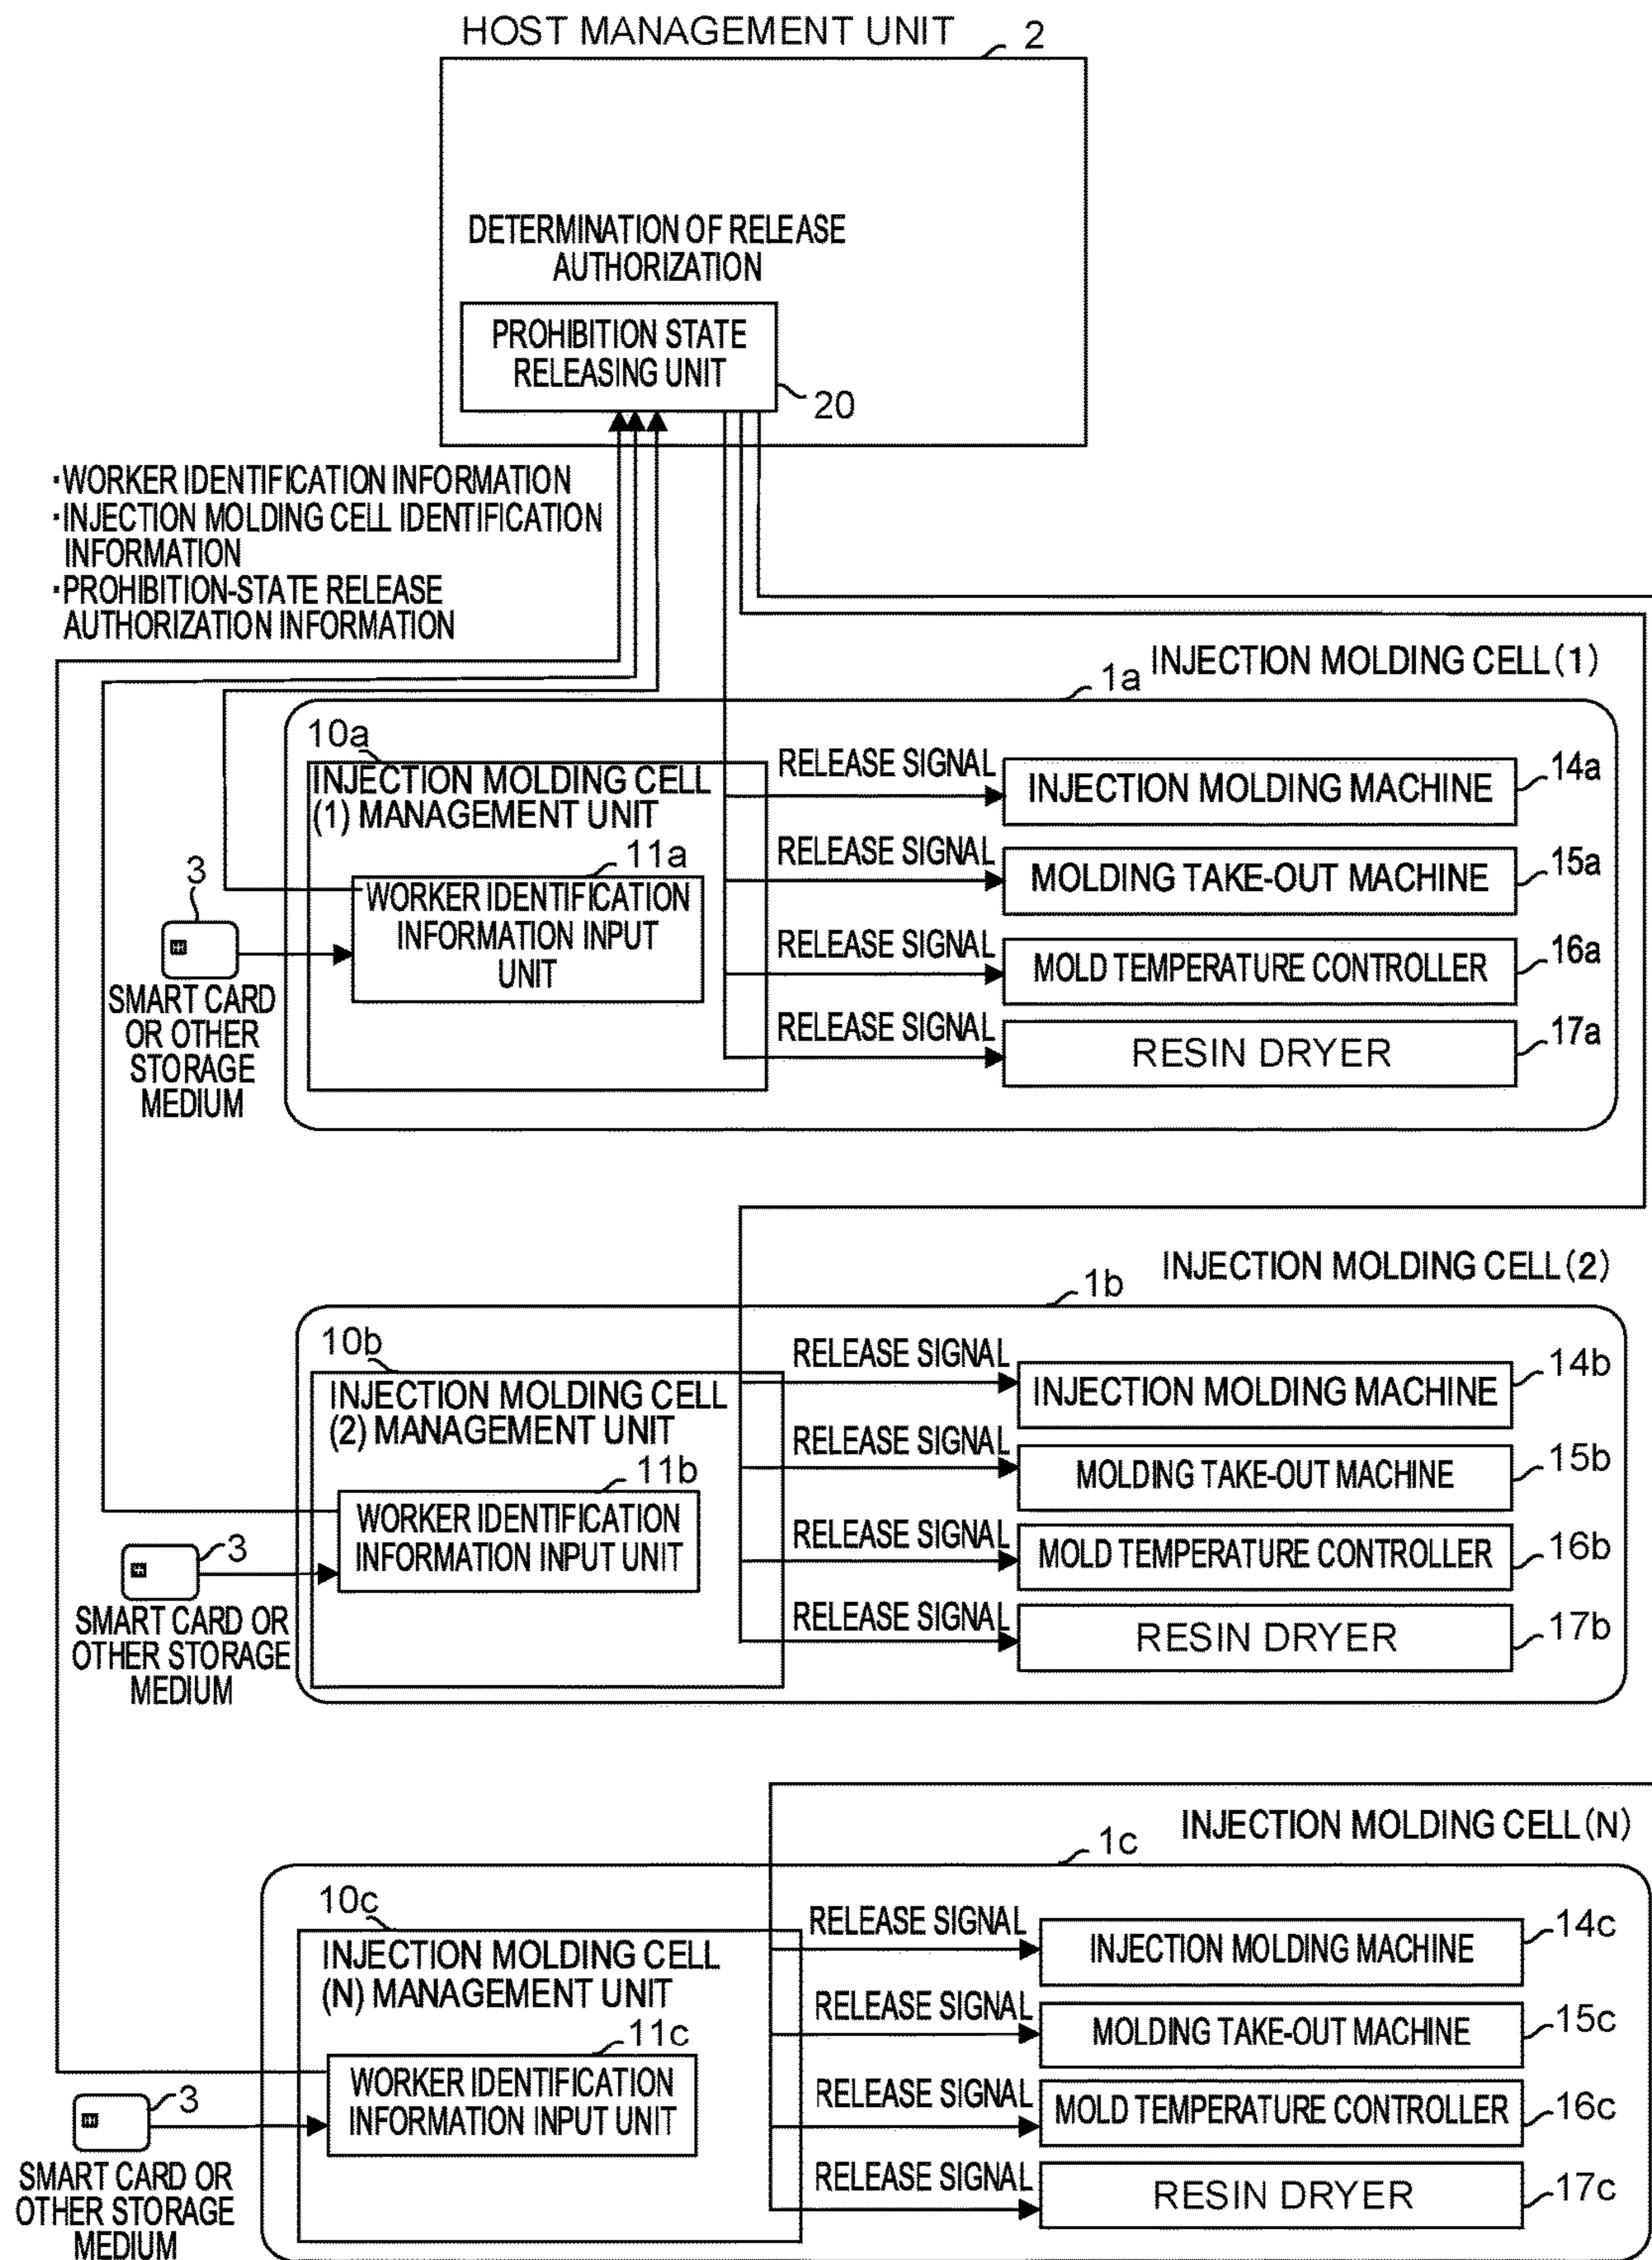 HOST MANAGEMENT UNIT
2
DETERMINATION OF RELEASE
AUTHORIZATION
PROHIBITION STATE
RELEASING UNIT
20
·WORKER IDENTIFICATION INFORMATION
·INJECTION MOLDING CELL IDENTIFICATION
INFORMATION
·PROHIBITION-STATE RELEASE
AUTHORIZATION INFORMATION
INJECTION MOLDING CELL(1)
1a
10a
INJECTION MOLDING CELL
(1) MANAGEMENT UNIT
11a
WORKER IDENTIFICATION
INFORMATION INPUT
UNIT
3
SMART CARD
OR OTHER
STORAGE
MEDIUM
RELEASE SIGNAL
INJECTION MOLDING MACHINE
14a
RELEASE SIGNAL
MOLDING TAKE-OUT MACHINE
15a
RELEASE SIGNAL
MOLD TEMPERATURE CONTROLLER
16a
RELEASE SIGNAL
RESIN DRYER
17a
INJECTION MOLDING CELL(2)
1b
10b
INJECTION MOLDING CELL
(2) MANAGEMENT UNIT
11b
WORKER IDENTIFICATION
INFORMATION INPUT UNIT
3
SMART CARD OR
OTHER STORAGE
MEDIUM
RELEASE SIGNAL
INJECTION MOLDING MACHINE
14b
RELEASE SIGNAL
MOLDING TAKE-OUT MACHINE
15b
RELEASE SIGNAL
MOLD TEMPERATURE CONTROLLER
16b
RELEASE SIGNAL
RESIN DRYER
17b
INJECTION MOLDING CELL(N)
1c
10c
INJECTION MOLDING CELL
(N) MANAGEMENT UNIT
11c
WORKER IDENTIFICATION
INFORMATION INPUT UNIT
3
SMART CARD OR
OTHER STORAGE
MEDIUM
RELEASE SIGNAL
INJECTION MOLDING MACHINE
14c
RELEASE SIGNAL
MOLDING TAKE-OUT MACHINE
15c
RELEASE SIGNAL
MOLD TEMPERATURE CONTROLLER
16c
RELEASE SIGNAL
RESIN DRYER
17c